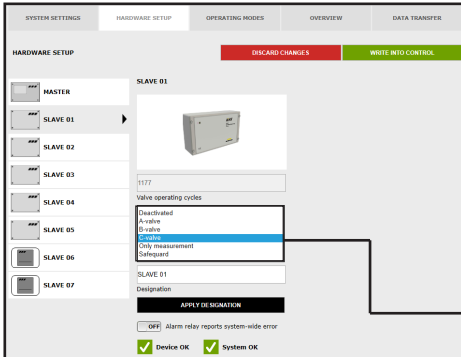 SYSTEM SETTINGS
HARDWARE SETUP
OPERATING MODES
OVERVIEW
DATA TRANSFER
HARDWARE SETUP
DISCARD CHANGES
WRITE INTO CONTROL
MASTER
SLAVE 01
SLAVE 02
SLAVE 03
SLAVE 04
SLAVE 05
SLAVE 06
SLAVE 07
SLAVE 01
1177
Valve operating cycles
Deactivated
A-valve
B-valve
C-valve
Only measurement
Safeguard
SLAVE 01
Designation
APPLY DESIGNATION
OFF Alarm relay reports system-wide error
Device OK
System OK